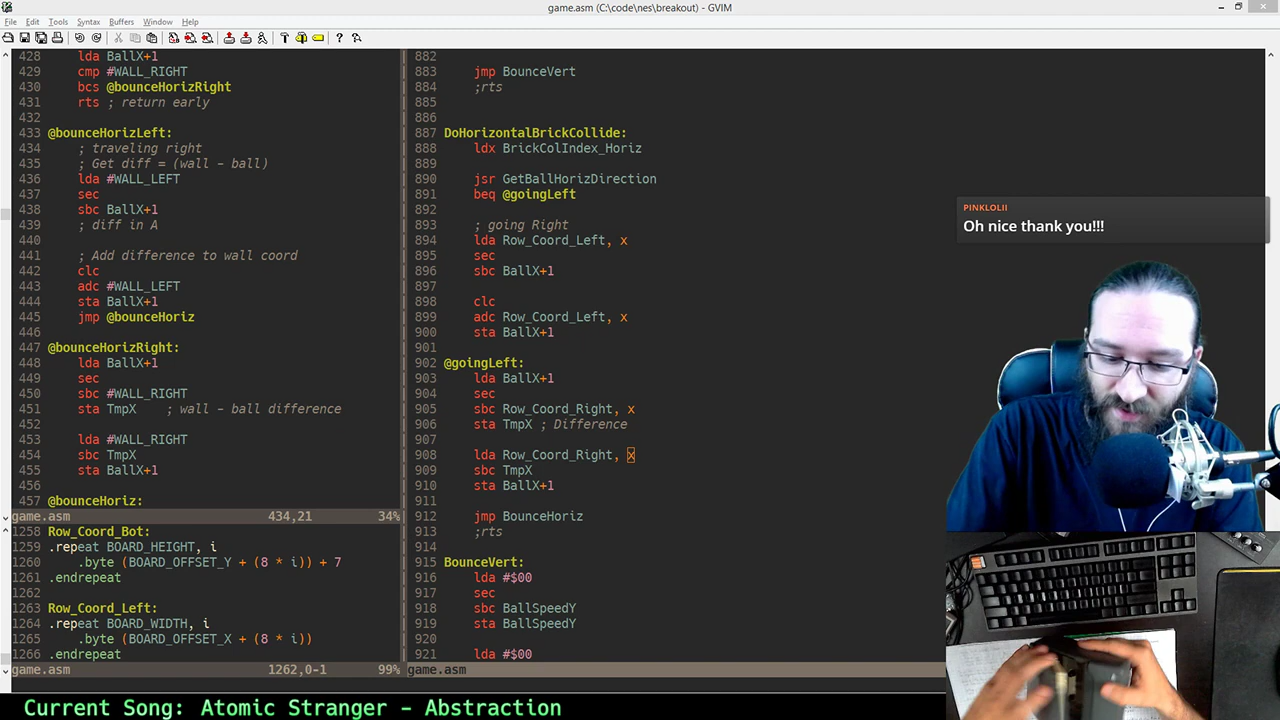 game.asm (C:\code\nes\breakout) - GVIM
File Edit Tools Syntax Buffers Window Help
428 lda BallX+1
429 cmp #WALL_RIGHT
430 bcs @bounceHorizRight
431 rts ; return early
432
433 @bounceHorizLeft:
434 ; traveling right
435 ; Get diff = (wall - ball)
436 lda #WALL_LEFT
437 sec
438 sbc BallX+1
439 ; diff in A
440
441 ; Add difference to wall coord
442 clc
443 adc #WALL_LEFT
444 sta BallX+1
445 jmp @bounceHoriz
446
447 @bounceHorizRight:
448 lda BallX+1
449 sec
450 sbc #WALL_RIGHT
451 sta TmpX ; wall - ball difference
452
453 lda #WALL_RIGHT
454 sbc TmpX
455 sta BallX+1
456
457 @bounceHoriz:
game.asm 434,21 34%
Row_Coord_Bot:
1259 .repeat BOARD_HEIGHT, i
1260 .byte (BOARD_OFFSET_Y + (8 * i)) + 7
1261 .endrepeat
1262
1263 Row_Coord_Left:
1264 .repeat BOARD_WIDTH, i
1265 .byte (BOARD_OFFSET_X + (8 * i))
1266 .endrepeat
game.asm 1262,0-1 99%
882
883 jmp BounceVert
884 ;rts
885
886
887 DoHorizontalBrickCollide:
888 ldx BrickColIndex_Horiz
889
890 jsr GetBallHorizDirection
891 beq @goingLeft
892
893 ; going Right
894 lda Row_Coord_Left, x
895 sec
896 sbc BallX+1
897
898 clc
899 adc Row_Coord_Left, x
900 sta BallX+1
901
902 @goingLeft:
903 lda BallX+1
904 sec
905 sbc Row_Coord_Right, x
906 sta TmpX ; Difference
907
908 lda Row_Coord_Right, x
909 sbc TmpX
910 sta BallX+1
911
912 jmp BounceHoriz
913 ;rts
914
915 BounceVert:
916 lda #$00
917 sec
918 sbc BallSpeedY
919 sta BallSpeedY
920
921 lda #$00
game.asm
PINKLOLII
Oh nice thank you!!!
Current Song: Atomic Stranger - Abstraction